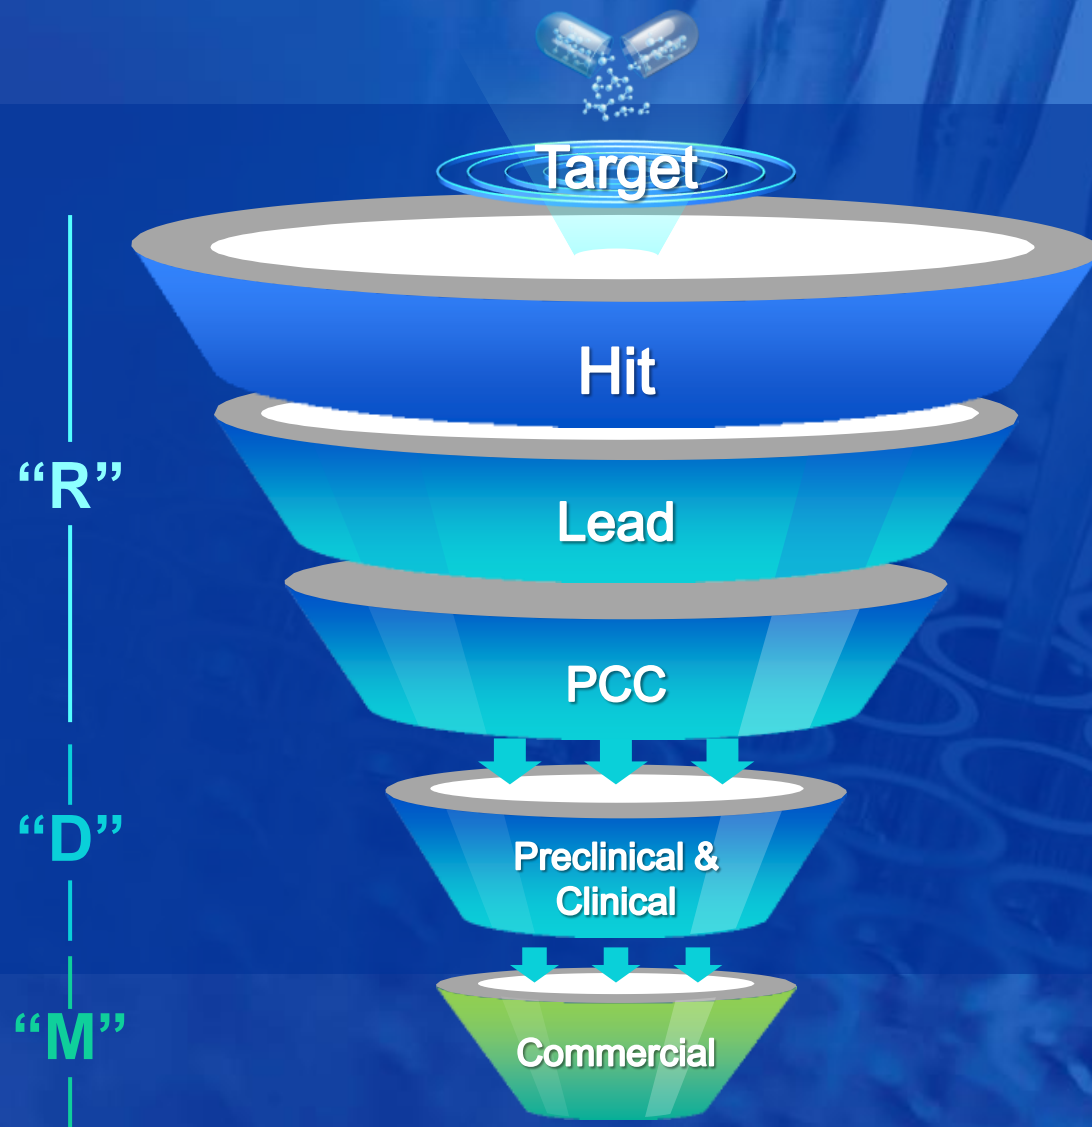 Target
Hit
Lead
“R”
PCC
“D”
Preclinical &
Clinical
“M”
Commercial